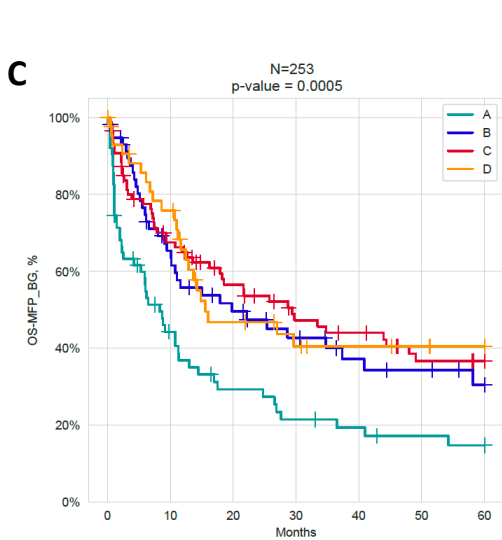 C
N=253
p-value = 0.0005
OS-MFP_BG, %
100%
80%
60%
40%
20%
0%
A
B
C
D
0 10 20 30 40 50 60
Months